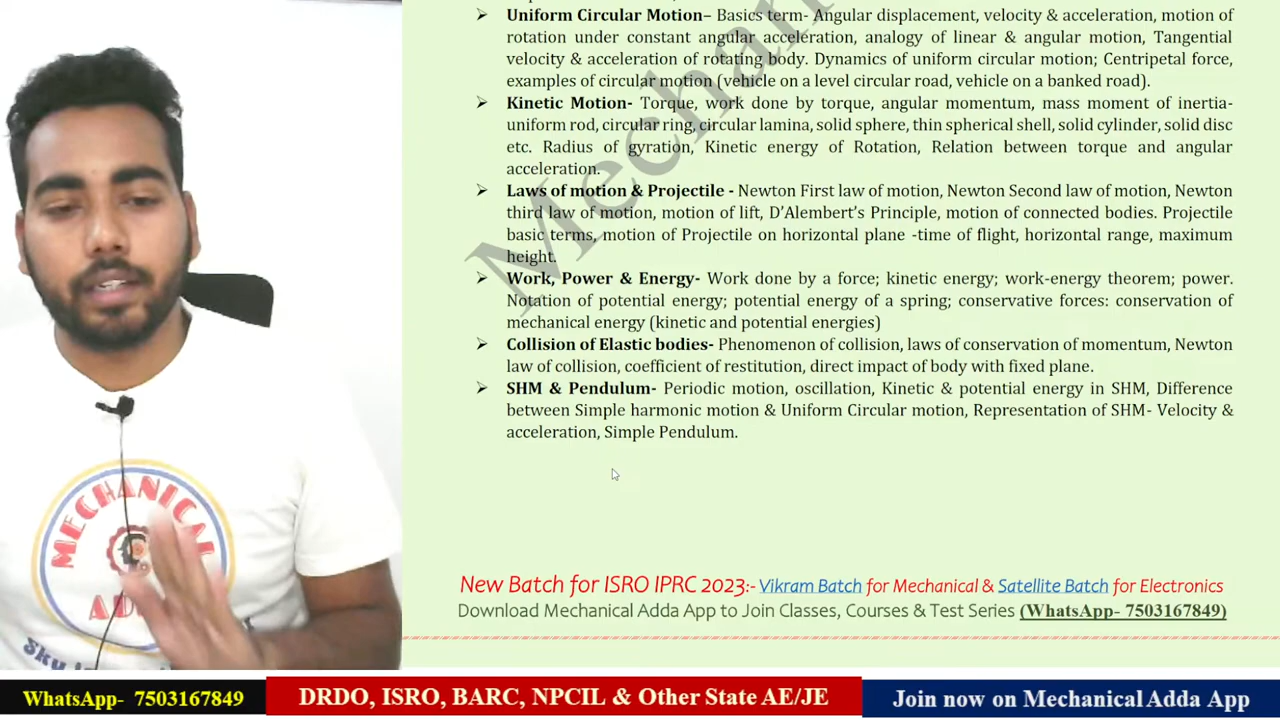 Uniform Circular Motion– Basics term- Angular displacement, velocity & acceleration, motion of
rotation under constant angular acceleration, analogy of linear & angular motion, Tangential
velocity & acceleration of rotating body. Dynamics of uniform circular motion; Centripetal force,
examples of circular motion (vehicle on a level circular road, vehicle on a banked road).
Kinetic Motion- Torque, work done by torque, angular momentum, mass moment of inertia-
uniform rod, circular ring, circular lamina, solid sphere, thin spherical shell, solid cylinder, solid disc
etc. Radius of gyration, Kinetic energy of Rotation, Relation between torque and angular
acceleration.
Laws of motion & Projectile - Newton First law of motion, Newton Second law of motion, Newton
third law of motion, motion of lift, D’Alembert’s Principle, motion of connected bodies. Projectile
basic terms, motion of Projectile on horizontal plane -time of flight, horizontal range, maximum
height.
Work, Power & Energy- Work done by a force; kinetic energy; work-energy theorem; power.
Notation of potential energy; potential energy of a spring; conservative forces: conservation of
mechanical energy (kinetic and potential energies)
Collision of Elastic bodies- Phenomenon of collision, laws of conservation of momentum, Newton
law of collision, coefficient of restitution, direct impact of body with fixed plane.
SHM & Pendulum- Periodic motion, oscillation, Kinetic & potential energy in SHM, Difference
between Simple harmonic motion & Uniform Circular motion, Representation of SHM- Velocity &
acceleration, Simple Pendulum.
New Batch for ISRO IPRC 2023:- Vikram Batch for Mechanical & Satellite Batch for Electronics
Download Mechanical Adda App to Join Classes, Courses & Test Series (WhatsApp- 7503167849)
MECHANICAL
WhatsApp- 7503167849
DRDO, ISRO, BARC, NPCIL & Other State AE/JE
Join now on Mechanical Adda App